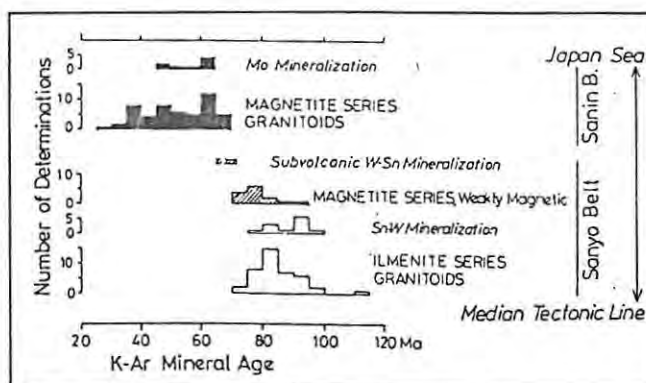 Japan Sea
5
0
Mo Mineralization
Sanin B.
10
0
MAGNETITE SERIES
GRANITOIDS
Number of Determinations
Subvolcanic W-Sn Mineralization
10
0
MAGNETITE SERIES, Weakly Magnetic
Sanyo Belt
5
0
Sn-W Mineralization
10
0
ILMENITE SERIES
GRANITOIDS
Median Tectonic Line
20 40 60 80 100 120 Ma
K-Ar Mineral Age